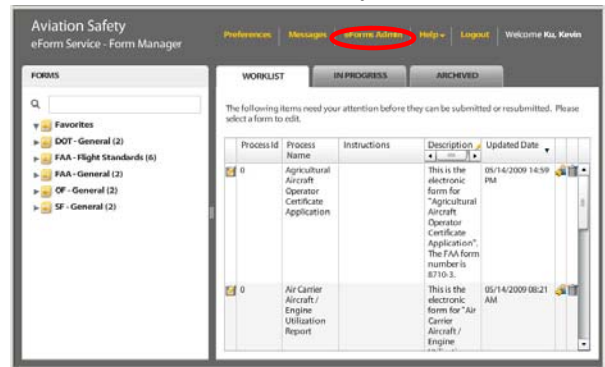 Aviation Safety
eForm Service - Form Manager
Preferences Messages eForms Admin Help Logout Welcome Ku, Kevin
FORMS
WORKLIST IN PROGRESS ARCHIVED
Favorites
DOT - General (2)
FAA - Flight Standards (6)
FAA - General (2)
OF - General (2)
SF - General (2)
The following items need your attention before they can be submitted or resubmitted. Please
select a form to edit.
Process Id Process Name Instructions Description Updated Date
0 Agricultural Aircraft Operator Certificate Application This is the electronic form for "Agricultural Aircraft Operator Certificate Application". The FAA form number is 8710-3. 05/14/2009 14:59 PM
0 Air Carrier Aircraft / Engine Utilization Report This is the electronic form for "Air Carrier Aircraft / Engine 05/14/2009 08:21 AM